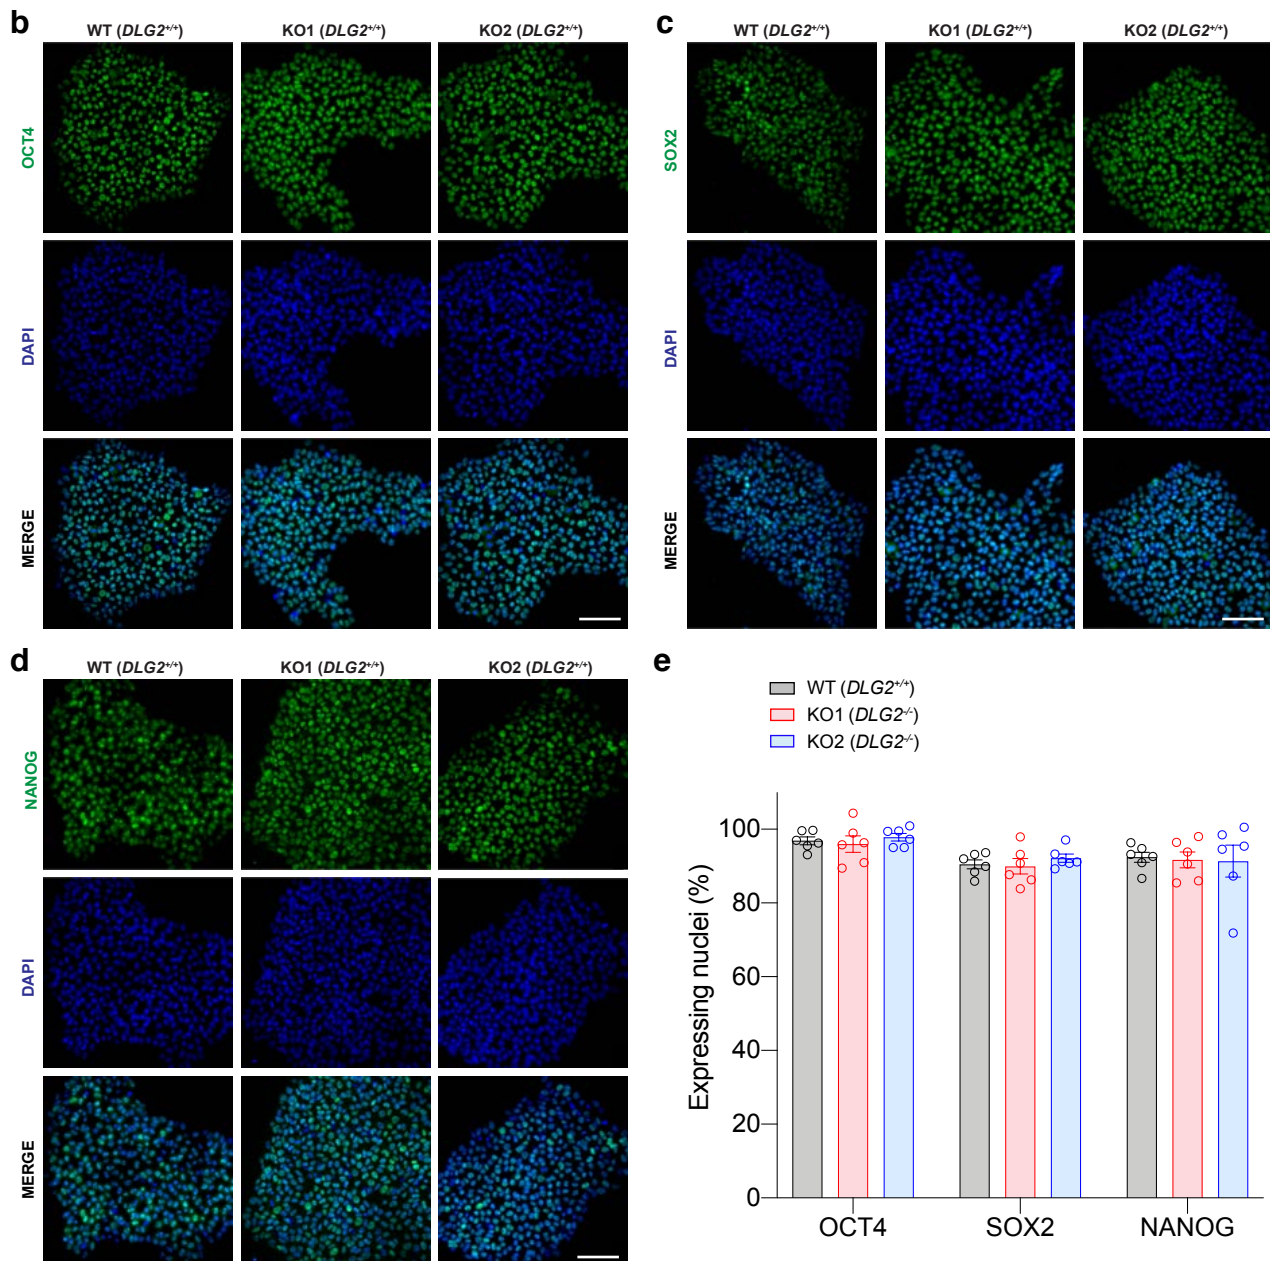 b
WT (DLG2+/+) KO1 (DLG2+/+) KO2 (DLG2+/+)
OCT4
DAPI
MERGE
c
WT (DLG2+/+) KO1 (DLG2+/+) KO2 (DLG2+/+)
SOX2
DAPI
MERGE
d
WT (DLG2+/+) KO1 (DLG2+/+) KO2 (DLG2+/+)
NANOG
DAPI
MERGE
e
WT (DLG2+/+)
KO1 (DLG2-/-)
KO2 (DLG2-/-)
Expressing nuclei (%)
100
80
60
40
20
0
OCT4 SOX2 NANOG